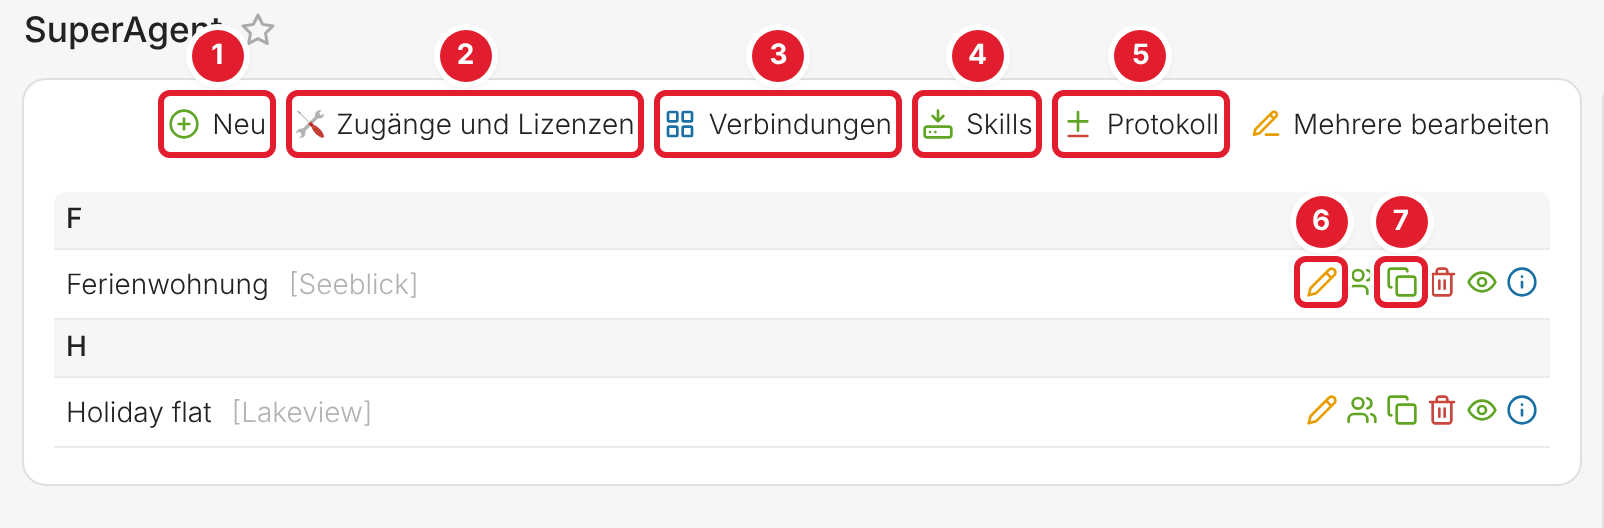 SuperAgent
1 2 3 4 5
Neu Zugänge und Lizenzen Verbindungen Skills Protokoll Mehrere bearbeiten
F
6 7
Ferienwohnung [Seeblick]
H
Holiday flat [Lakeview]